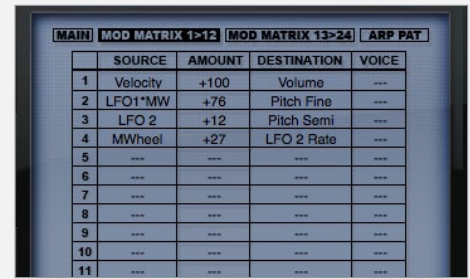 MAIN MOD MATRIX 1>12 MOD MATRIX 13>24 ARP PAT
SOURCE AMOUNT DESTINATION VOICE
1 Velocity +100 Volume ---
2 LFO1*MW +76 Pitch Fine ---
3 LFO 2 +12 Pitch Semi ---
4 MWheel +27 LFO 2 Rate ---
5 --- --- --- ---
6 --- --- --- ---
7 --- --- --- ---
8 --- --- --- ---
9 --- --- --- ---
10 --- --- --- ---
11 --- --- --- ---